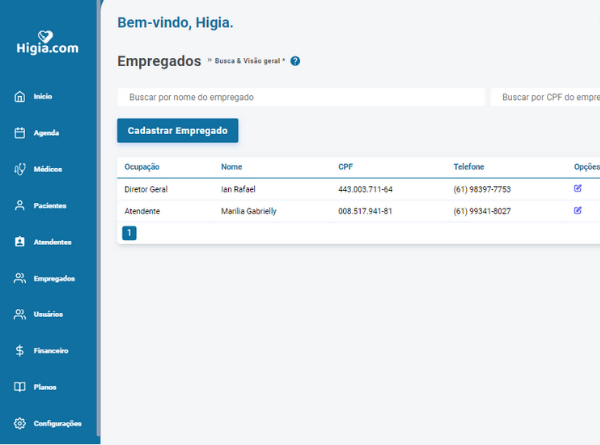 Higia.com
Início
Agenda
Médicos
Pacientes
Atendentes
Empregados
Usuários
Financeiro
Planos
Configurações
Bem-vindo, Higia.
Empregados » Busca & Visão geral * ?
Buscar por nome do empregado Buscar por CPF do empre
Cadastrar Empregado
Ocupação Nome CPF Telefone Opções
Diretor Geral Ian Rafael 443.003.711-64 (61) 98397-7753
Atendente Marilia Gabrielly 008.517.941-81 (61) 99341-8027
1